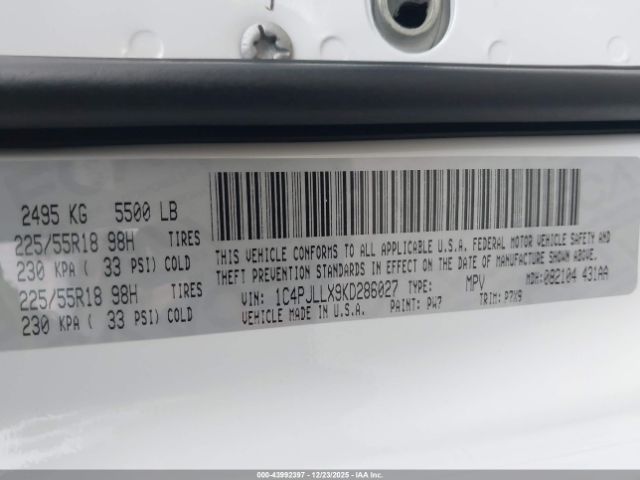 2495 KG 5500 LB
225/55R18 98H TIRES
230 KPA ( 33 PSI) COLD
225/55R18 98H TIRES
230 KPA ( 33 PSI) COLD
THIS VEHICLE CONFORMS TO ALL APPLICABLE U.S.A. FEDERAL MOTOR VEHICLE SAFETY AND
THEFT PREVENTION STANDARDS IN EFFECT ON THE DATE OF MANUFACTURE SHOWN ABOVE.
VIN: 1C4PJLLX9KD286027 TYPE: MPV MDH: 082104 431AA
VEHICLE MADE IN U.S.A. PAINT: PW7 TRIM: P7X9
000-43992397 12/23/2025 IAA Inc.